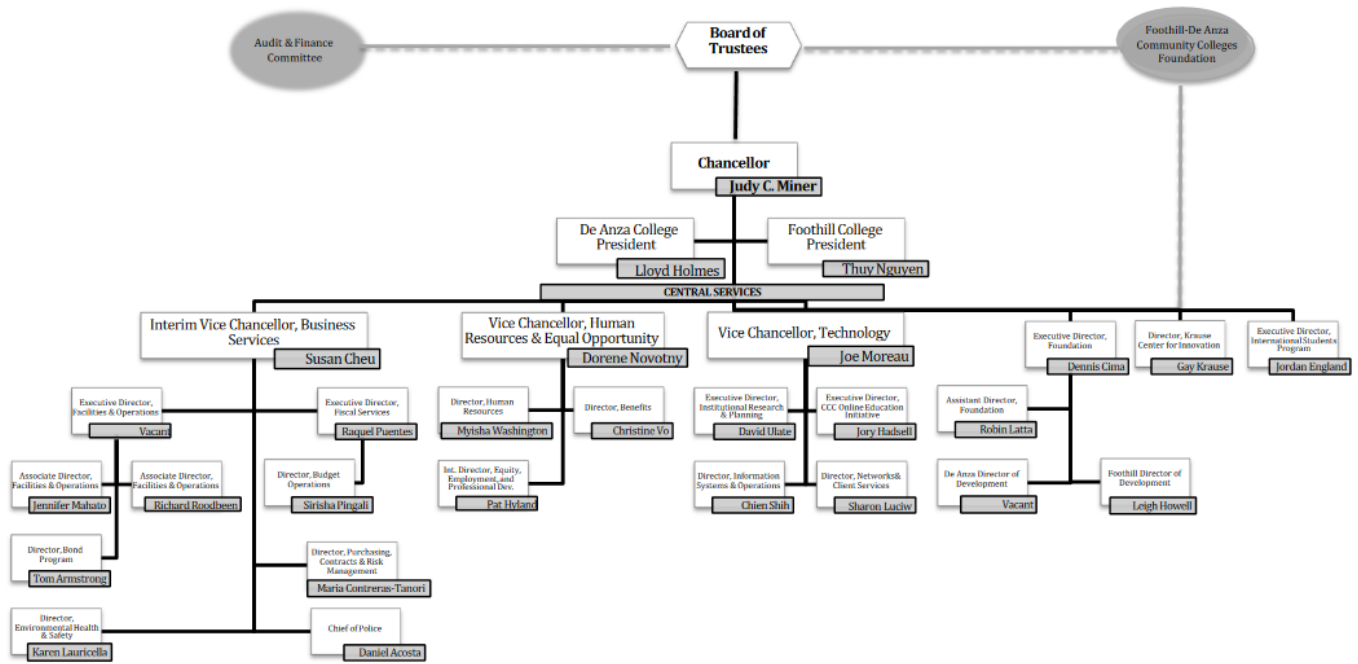 Audit & Finance
Committee
Board of
Trustees
Foothill-De Anza
Community Colleges
Foundation
Chancellor
Judy C. Miner
De Anza College
President
Lloyd Holmes
Foothill College
President
Thuy Nguyen
CENTRAL SERVICES
Interim Vice Chancellor, Business
Services
Susan Cheu
Vice Chancellor, Human
Resources & Equal Opportunity
Dorene Novotny
Vice Chancellor, Technology
Joe Moreau
Executive Director,
Foundation
Dennis Cima
Director, Krause
Center for Innovation
Gay Krause
Executive Director,
International Students
Program
Jordan England
Executive Director,
Facilities & Operations
Vacant
Executive Director,
Fiscal Services
Raquel Puentes
Director, Human
Resources
Myisha Washington
Director, Benefits
Christine Vo
Executive Director,
Institutional Research
& Planning
David Ulate
Executive Director,
CCC Online Education
Initiative
Jory Hadsell
Assistant Director,
Foundation
Robin Latta
Associate Director,
Facilities & Operations
Jennifer Mahato
Associate Director,
Facilities & Operations
Richard Roodbeen
Director, Budget
Operations
Sirisha Pingali
Int. Director, Equity,
Employment, and
Professional Dev.
Pat Hyland
Director, Information
Systems & Operations
Chien Shih
Director, Networks&
Client Services
Sharon Luciw
De Anza Director of
Development
Vacant
Foothill Director of
Development
Leigh Howell
Director, Bond
Program
Tom Armstrong
Director, Purchasing,
Contracts & Risk
Management
Maria Contreras-Tanori
Director,
Environmental Health
& Safety
Karen Lauricella
Chief of Police
Daniel Acosta